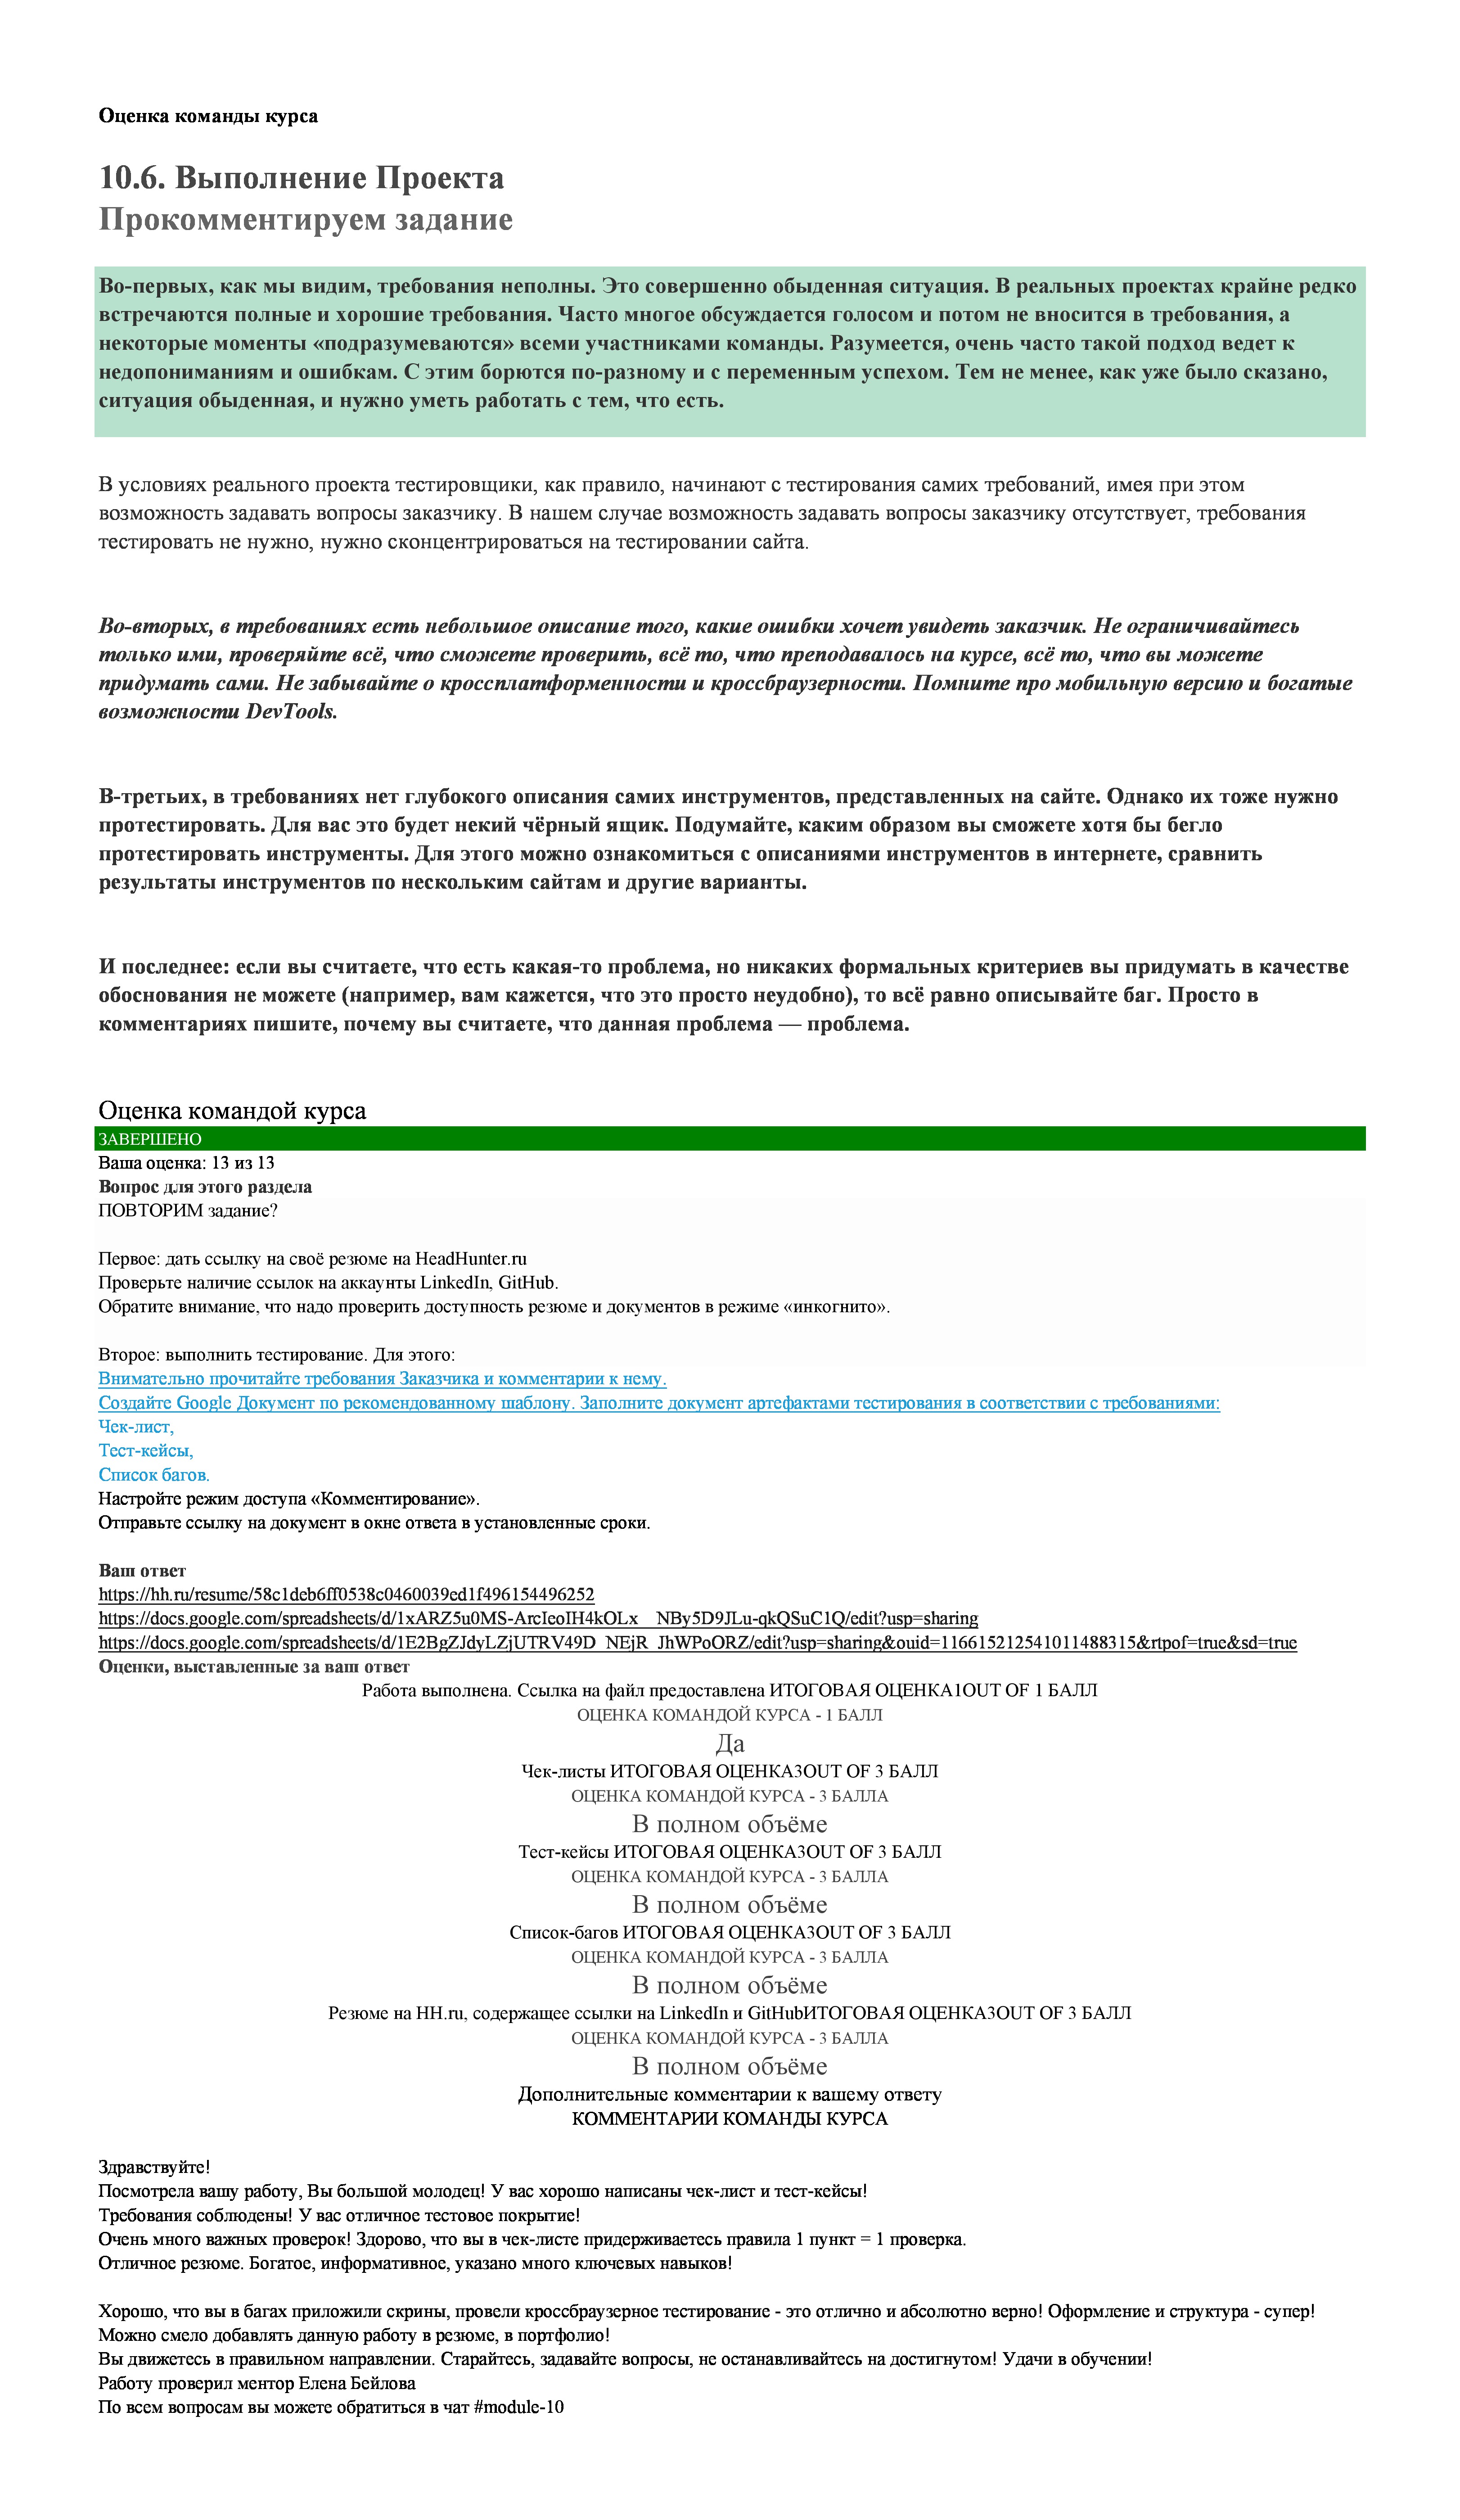 Оценка команды курса
10.6. Выполнение Проекта
Прокомментируем задание
Во-первых, как мы видим, требования неполны. Это совершенно обыденная ситуация. В реальных проектах крайне редко
встречаются полные и хорошие требования. Часто многое обсуждается голосом и потом не вносится в требования, а
некоторые моменты «подразумеваются» всеми участниками команды. Разумеется, очень часто такой подход ведет к
недопониманиям и ошибкам. С этим борются по-разному и с переменным успехом. Тем не менее, как уже было сказано,
ситуация обыденная, и нужно уметь работать с тем, что есть.
В условиях реального проекта тестировщики, как правило, начинают с тестирования самих требований, имея при этом
возможность задавать вопросы заказчику. В нашем случае возможность задавать вопросы заказчику отсутствует, требования
тестировать не нужно, нужно сконцентрироваться на тестировании сайта.
Во-вторых, в требованиях есть небольшое описание того, какие ошибки хочет увидеть заказчик. Не ограничивайтесь
только ими, проверяйте всё, что сможете проверить, всё то, что преподавалось на курсе, всё то, что вы можете
придумать сами. Не забывайте о кроссплатформенности и кроссбраузерности. Помните про мобильную версию и богатые
возможности DevTools.
В-третьих, в требованиях нет глубокого описания самих инструментов, представленных на сайте. Однако их тоже нужно
протестировать. Для вас это будет некий чёрный ящик. Подумайте, каким образом вы сможете хотя бы бегло
протестировать инструменты. Для этого можно ознакомиться с описаниями инструментов в интернете, сравнить
результаты инструментов по нескольким сайтам и другие варианты.
И последнее: если вы считаете, что есть какая-то проблема, но никаких формальных критериев вы придумать в качестве
обоснования не можете (например, вам кажется, что это просто неудобно), то всё равно описывайте баг. Просто в
комментариях пишите, почему вы считаете, что данная проблема — проблема.
Оценка командой курса
ЗАВЕРШЕНО
Ваша оценка: 13 из 13
Вопрос для этого раздела
ПОВТОРИМ задание?
Первое: дать ссылку на своё резюме на HeadHunter.ru
Проверьте наличие ссылок на аккаунты LinkedIn, GitHub.
Обратите внимание, что надо проверить доступность резюме и документов в режиме «инкогнито».
Второе: выполнить тестирование. Для этого:
Внимательно прочитайте требования Заказчика и комментарии к нему.
Создайте Google Документ по рекомендованному шаблону. Заполните документ артефактами тестирования в соответствии с требованиями:
Чек-лист,
Тест-кейсы,
Список багов.
Настройте режим доступа «Комментирование».
Отправьте ссылку на документ в окне ответа в установленные сроки.
Ваш ответ
https://hh.ru/resume/58c1deb6ff0538c0460039ed1f496154496252
https://docs.google.com/spreadsheets/d/1xARZ5u0MS-ArcIeoIH4kOLx__NBy5D9JLu-qkQSuC1Q/edit?usp=sharing
https://docs.google.com/spreadsheets/d/1E2BgZJdyLZjUTRV49D_NEjR_JhWPoORZ/edit?usp=sharing&ouid=116615212541011488315&rtpof=true&sd=true
Оценки, выставленные за ваш ответ
Работа выполнена. Ссылка на файл предоставлена ИТОГОВАЯ ОЦЕНКА1OUT OF 1 БАЛЛ
ОЦЕНКА КОМАНДОЙ КУРСА - 1 БАЛЛ
Да
Чек-листы ИТОГОВАЯ ОЦЕНКА3OUT OF 3 БАЛЛ
ОЦЕНКА КОМАНДОЙ КУРСА - 3 БАЛЛА
В полном объёме
Тест-кейсы ИТОГОВАЯ ОЦЕНКА3OUT OF 3 БАЛЛ
ОЦЕНКА КОМАНДОЙ КУРСА - 3 БАЛЛА
В полном объёме
Список-багов ИТОГОВАЯ ОЦЕНКА3OUT OF 3 БАЛЛ
ОЦЕНКА КОМАНДОЙ КУРСА - 3 БАЛЛА
В полном объёме
Резюме на HH.ru, содержащее ссылки на LinkedIn и GitHubИТОГОВАЯ ОЦЕНКА3OUT OF 3 БАЛЛ
ОЦЕНКА КОМАНДОЙ КУРСА - 3 БАЛЛА
В полном объёме
Дополнительные комментарии к вашему ответу
КОММЕНТАРИИ КОМАНДЫ КУРСА
Здравствуйте!
Посмотрела вашу работу, Вы большой молодец! У вас хорошо написаны чек-лист и тест-кейсы!
Требования соблюдены! У вас отличное тестовое покрытие!
Очень много важных проверок! Здорово, что вы в чек-листе придерживаетесь правила 1 пункт = 1 проверка.
Отличное резюме. Богатое, информативное, указано много ключевых навыков!
Хорошо, что вы в багах приложили скрины, провели кроссбраузерное тестирование - это отлично и абсолютно верно! Оформление и структура - супер!
Можно смело добавлять данную работу в резюме, в портфолио!
Вы движетесь в правильном направлении. Старайтесь, задавайте вопросы, не останавливайтесь на достигнутом! Удачи в обучении!
Работу проверил ментор Елена Бейлова
По всем вопросам вы можете обратиться в чат #module-10